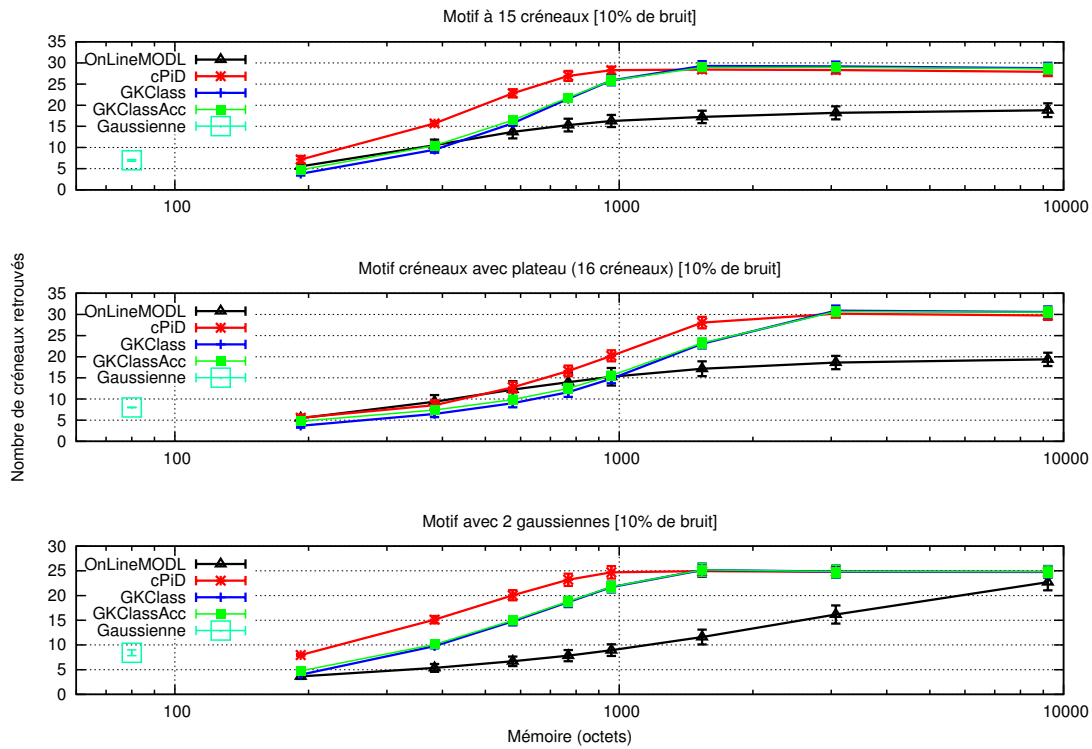 Motif à 15 créneaux [10% de bruit]
35
30
25
20
15
10
5
0
OnLineMODL
cPiD
GKClass
GKClassAcc
Gaussienne
100
1000
10000
Nombre de créneaux retrouvés
Motif créneaux avec plateau (16 créneaux) [10% de bruit]
35
30
25
20
15
10
5
0
OnLineMODL
cPiD
GKClass
GKClassAcc
Gaussienne
100
1000
10000
Motif avec 2 gaussiennes [10% de bruit]
30
25
20
15
10
5
0
OnLineMODL
cPiD
GKClass
GKClassAcc
Gaussienne
100
1000
10000
Mémoire (octets)